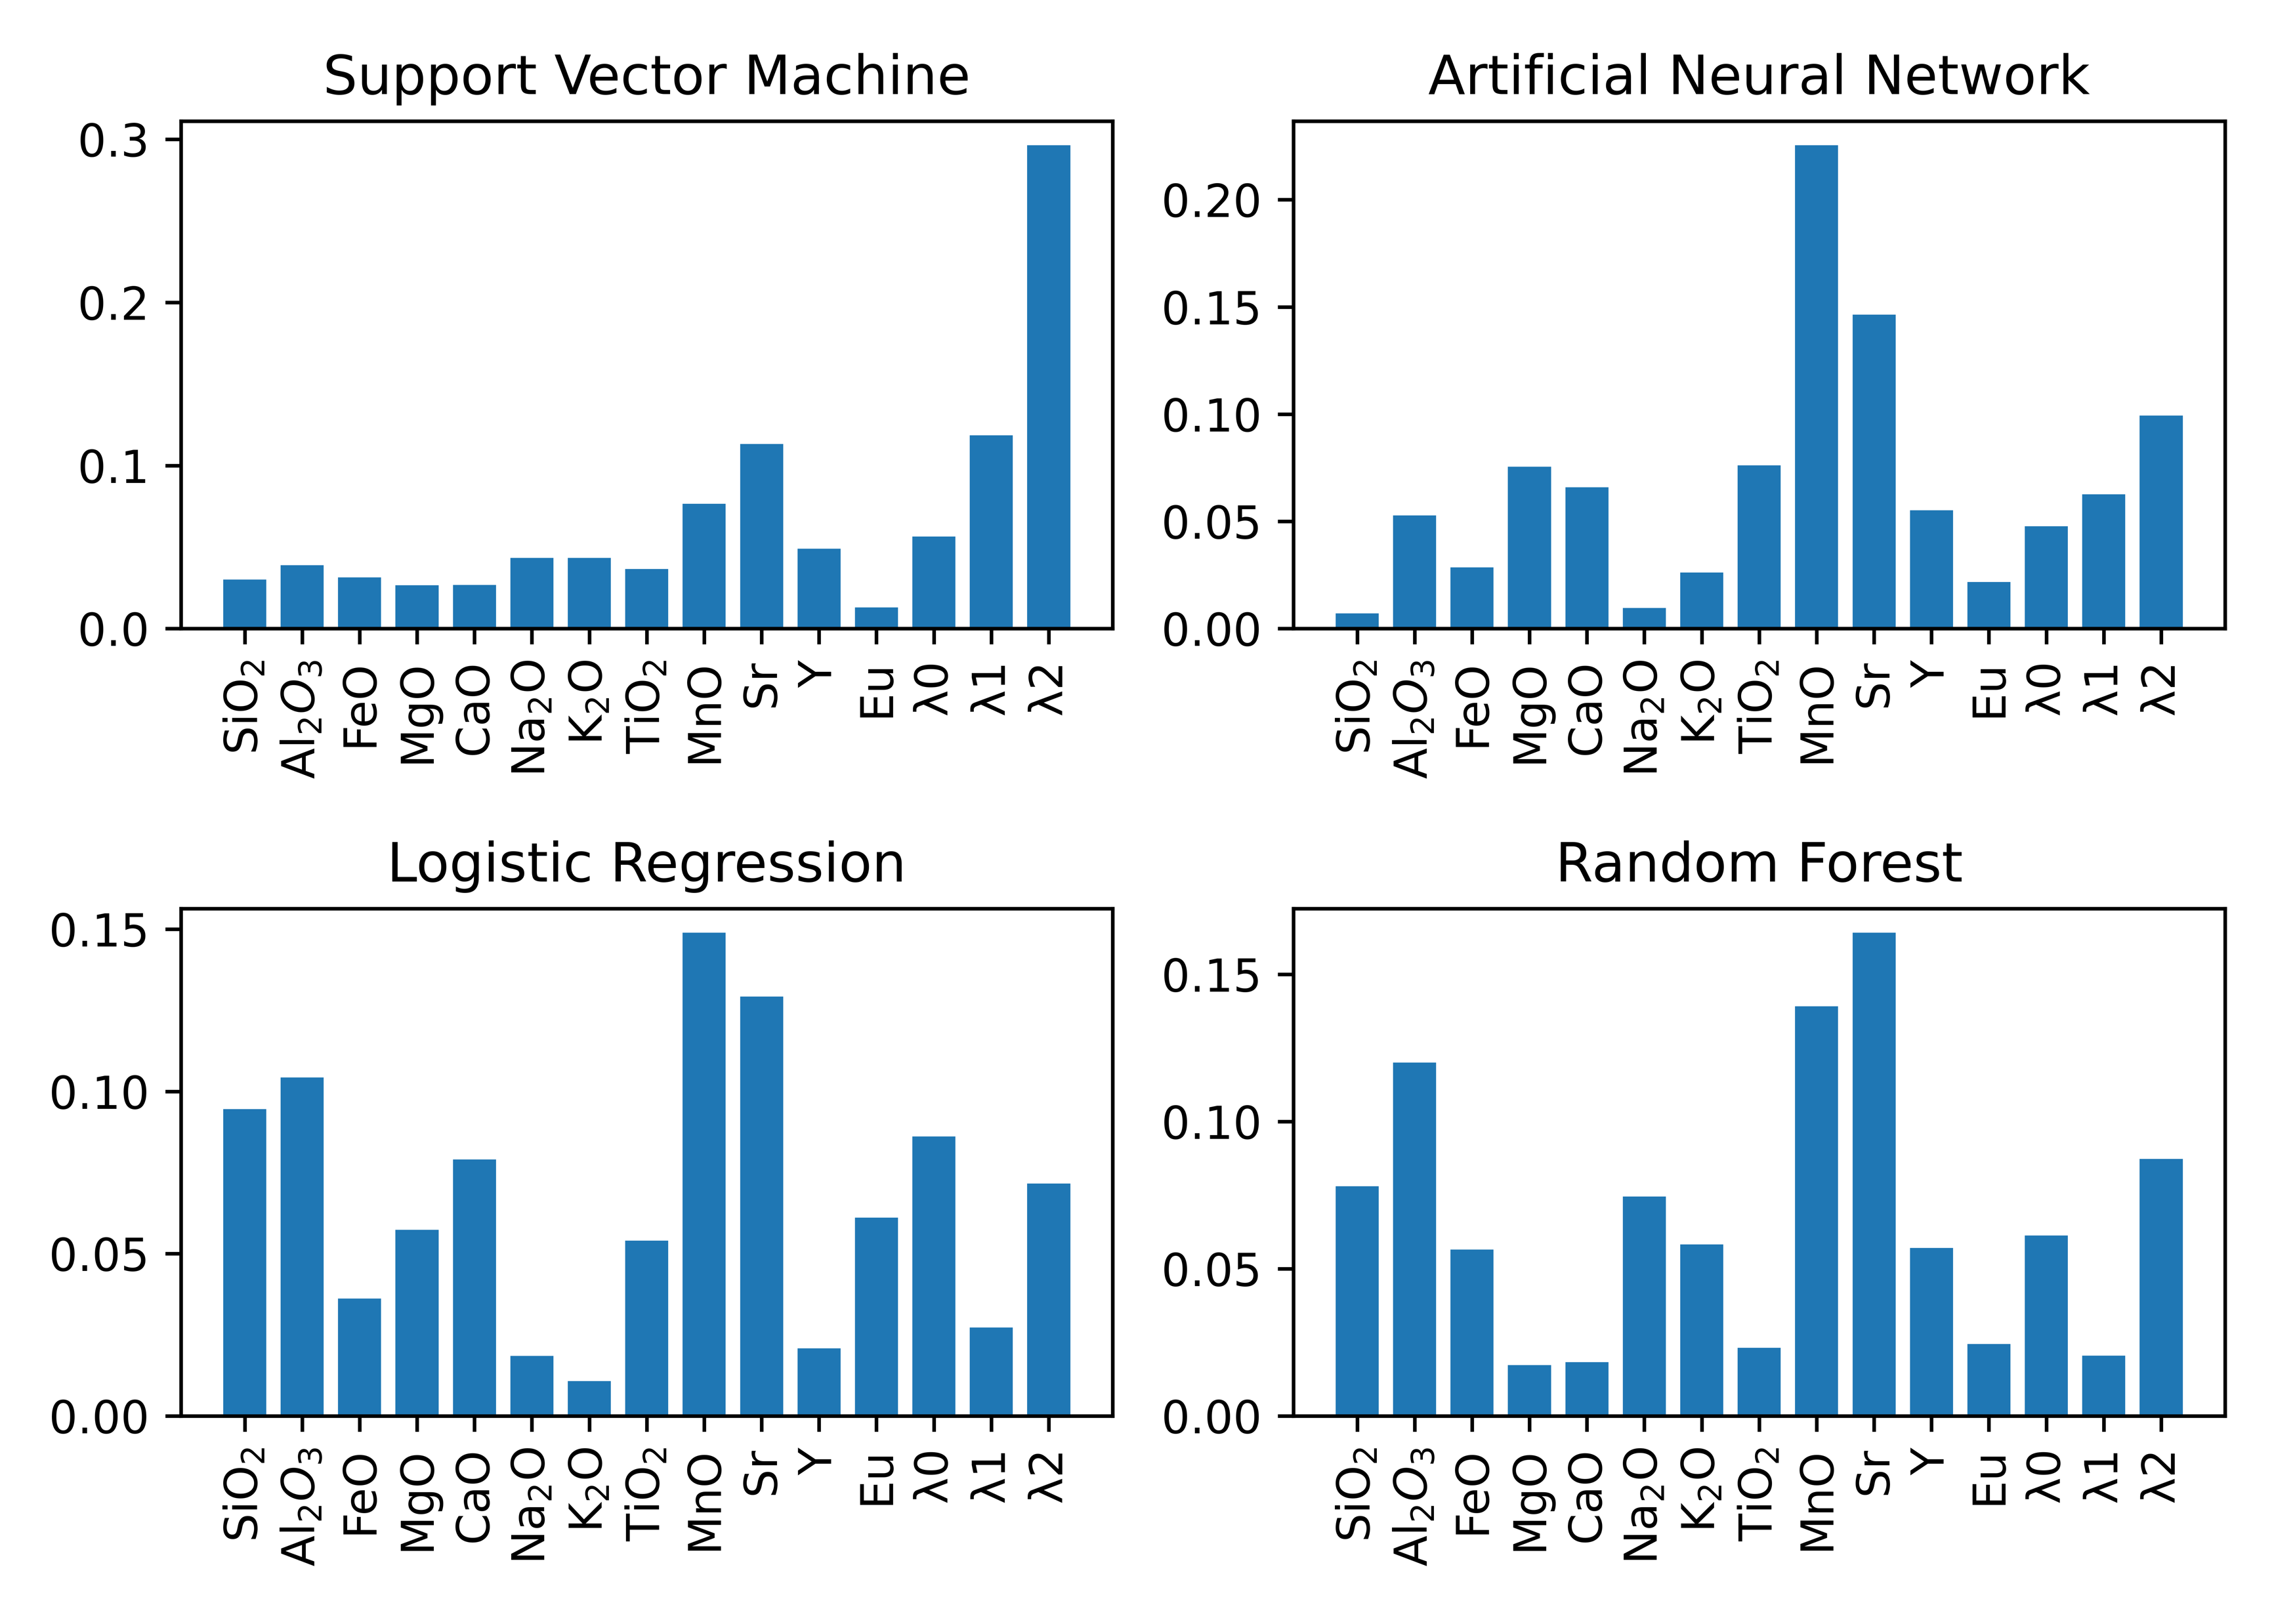 Support Vector Machine
0.3
0.2
0.1
0.0
SiO₂
Al₂O₃
FeO
MgO
CaO
Na₂O
K₂O
TiO₂
MnO
Sr
Y
Eu
λ0
λ1
λ2
Artificial Neural Network
0.20
0.15
0.10
0.05
0.00
SiO₂
Al₂O₃
FeO
MgO
CaO
Na₂O
K₂O
TiO₂
MnO
Sr
Y
Eu
λ0
λ1
λ2
Logistic Regression
0.15
0.10
0.05
0.00
SiO₂
Al₂O₃
FeO
MgO
CaO
Na₂O
K₂O
TiO₂
MnO
Sr
Y
Eu
λ0
λ1
λ2
Random Forest
0.15
0.10
0.05
0.00
SiO₂
Al₂O₃
FeO
MgO
CaO
Na₂O
K₂O
TiO₂
MnO
Sr
Y
Eu
λ0
λ1
λ2